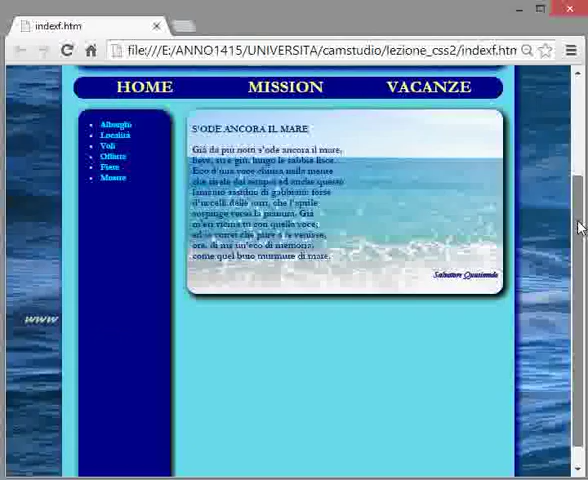 indexf.htm
file:///E:/ANNO1415/UNIVERSITA/camstudio/lezione_css2/indexf.htm
HOME MISSION VACANZE
Alberghi
Località
Voli
Offerte
Fiere
Mostre
S'ODE ANCORA IL MARE
Già da più notti s'ode ancora il mare,
lieve, su e giù, lungo le sabbie lisce.
Eco d'una voce chiusa nella mente
che risale dal tempo; ed anche questo
lamento assiduo di gabbiani: forse
d'uccelli delle torri, che l'aprile
sospinge verso la pianura. Già
m'eri vicina tu con quella voce;
ed io vorrei che pure a te venisse,
ora, di me un'eco di memoria,
come quel buio murmure di mare.
Salvatore Quasimodo
www